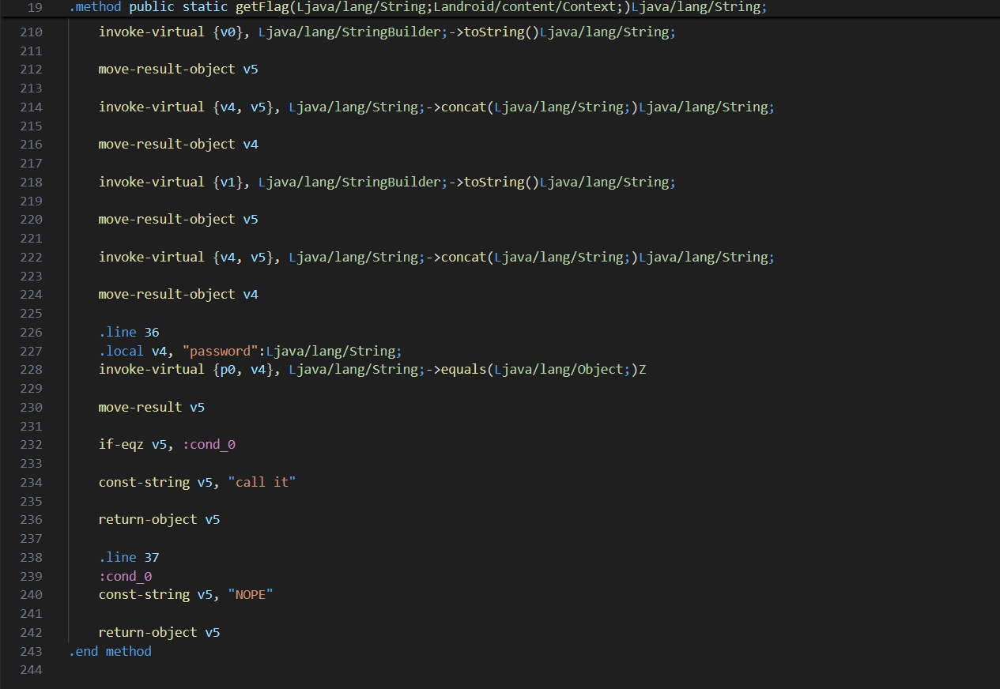 19 .method public static getFlag(Ljava/lang/String;Landroid/content/Context;)Ljava/lang/String;
210 invoke-virtual {v0}, Ljava/lang/StringBuilder;->toString()Ljava/lang/String;
211
212 move-result-object v5
213
214 invoke-virtual {v4, v5}, Ljava/lang/String;->concat(Ljava/lang/String;)Ljava/lang/String;
215
216 move-result-object v4
217
218 invoke-virtual {v1}, Ljava/lang/StringBuilder;->toString()Ljava/lang/String;
219
220 move-result-object v5
221
222 invoke-virtual {v4, v5}, Ljava/lang/String;->concat(Ljava/lang/String;)Ljava/lang/String;
223
224 move-result-object v4
225
226 .line 36
227 .local v4, "password":Ljava/lang/String;
228 invoke-virtual {p0, v4}, Ljava/lang/String;->equals(Ljava/lang/Object;)Z
229
230 move-result v5
231
232 if-eqz v5, :cond_0
233
234 const-string v5, "call it"
235
236 return-object v5
237
238 .line 37
239 :cond_0
240 const-string v5, "NOPE"
241
242 return-object v5
243 .end method
244